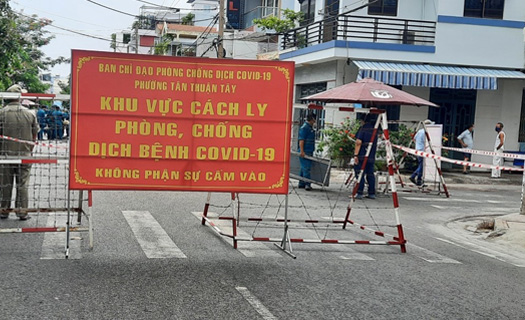 BAN CHỈ ĐẠO PHÒNG CHỐNG DỊCH COVID-19
PHƯỜNG TÂN THUẬN TÂY
KHU VỰC CÁCH LY
PHÒNG, CHỐNG
DỊCH BỆNH COVID-19
KHÔNG PHẬN SỰ CẤM VÀO